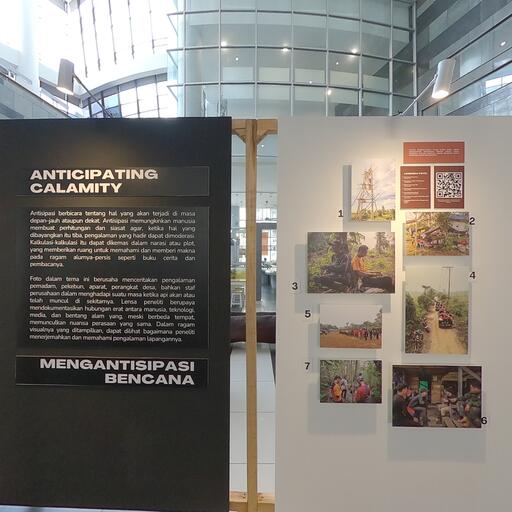 ANTICIPATING
CALAMITY
Antisipasi berbicara tentang hal yang akan terjadi di masa
depan-jauh ataupun dekat. Antisipasi memungkinkan manusia
membuat perhitungan dan siasat agar, ketika hal yang
dibayangkan itu tiba, pengalaman yang hadir dapat dimoderasi.
Kalkulasi-kalkulasi itu dapat dikemas dalam narasi atau plot,
yang memberikan ruang untuk memahami dan memberi makna
pada ragam alurnya-persis seperti buku cerita dan
pembacanya.
Foto dalam tema ini berusaha menceritakan pengalaman
pemadam, pekebun, aparat, perangkat desa, bahkan staf
perusahaan dalam menghadapi suatu masa ketika api akan atau
telah muncul di sekitarnya. Lensa peneliti berupaya
mendokumentasikan hubungan erat antara manusia, teknologi,
media, dan bentang alam yang, meski berbeda tempat,
memunculkan nuansa perasaan yang sama. Dalam ragam
visualnya yang ditampilkan, dapat dilihat bagaimana peneliti
menerjemahkan dan memahami pengalaman lapangannya.
MENGANTISIPASI
BENCANA
1
2
3
4
5
7
6